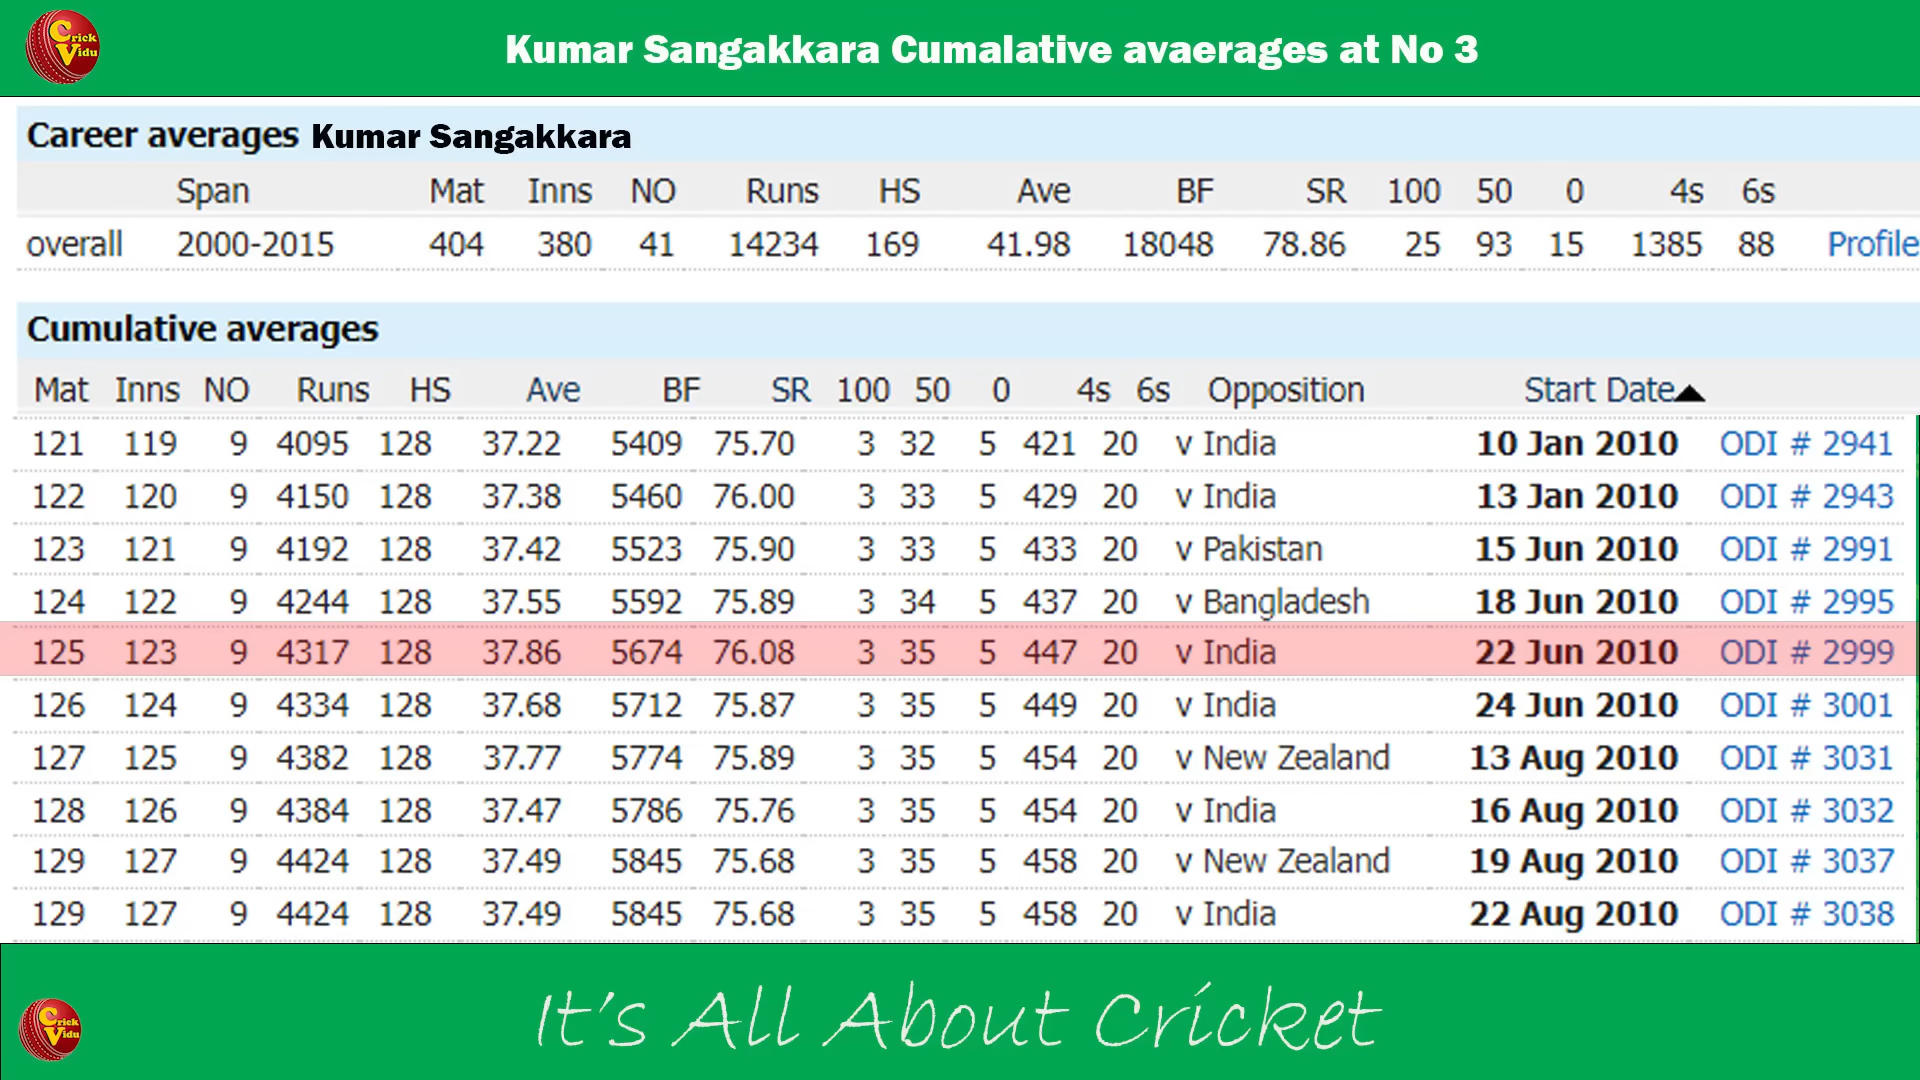 Crick
Vidu
Kumar Sangakkara Cumalative avaerages at No 3
Career averages Kumar Sangakkara
Span Mat Inns NO Runs HS Ave BF SR 100 50 0 4s 6s
overall 2000-2015 404 380 41 14234 169 41.98 18048 78.86 25 93 15 1385 88 Profile
Cumulative averages
Mat Inns NO Runs HS Ave BF SR 100 50 0 4s 6s Opposition Start Date
121 119 9 4095 128 37.22 5409 75.70 3 32 5 421 20 v India 10 Jan 2010 ODI # 2941
122 120 9 4150 128 37.38 5460 76.00 3 33 5 429 20 v India 13 Jan 2010 ODI # 2943
123 121 9 4192 128 37.42 5523 75.90 3 33 5 433 20 v Pakistan 15 Jun 2010 ODI # 2991
124 122 9 4244 128 37.55 5592 75.89 3 34 5 437 20 v Bangladesh 18 Jun 2010 ODI # 2995
125 123 9 4317 128 37.86 5674 76.08 3 35 5 447 20 v India 22 Jun 2010 ODI # 2999
126 124 9 4334 128 37.68 5712 75.87 3 35 5 449 20 v India 24 Jun 2010 ODI # 3001
127 125 9 4382 128 37.77 5774 75.89 3 35 5 454 20 v New Zealand 13 Aug 2010 ODI # 3031
128 126 9 4384 128 37.47 5786 75.76 3 35 5 454 20 v India 16 Aug 2010 ODI # 3032
129 127 9 4424 128 37.49 5845 75.68 3 35 5 458 20 v New Zealand 19 Aug 2010 ODI # 3037
129 127 9 4424 128 37.49 5845 75.68 3 35 5 458 20 v India 22 Aug 2010 ODI # 3038
It's All About Cricket
Crick
Vidu